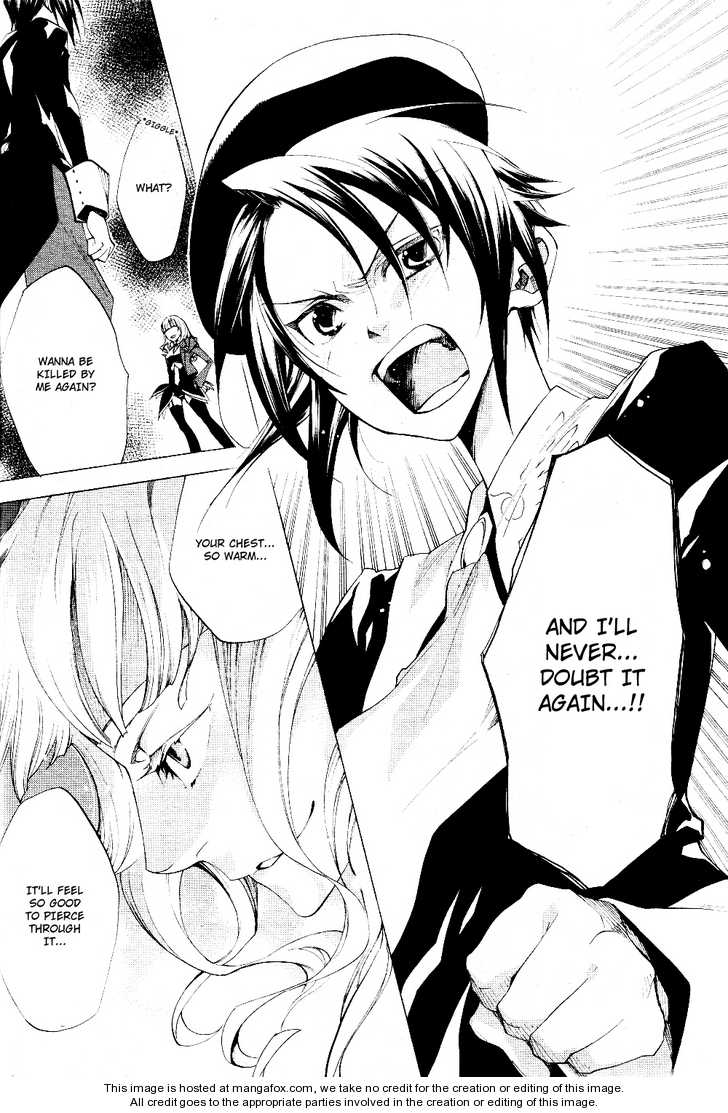 AND I'LL
NEVER...
DOUBT IT
AGAIN...!!
*GIGGLE*
WHAT?
WANNA BE
KILLED BY
ME AGAIN?
YOUR CHEST...
SO WARM...
IT'LL FEEL
SO GOOD
TO PIERCE
THROUGH
IT...
This image is hosted at mangafox.com, we take no credit for the creation or editing of this image.
All credit goes to the appropriate parties involved in the creation or editing of this image.